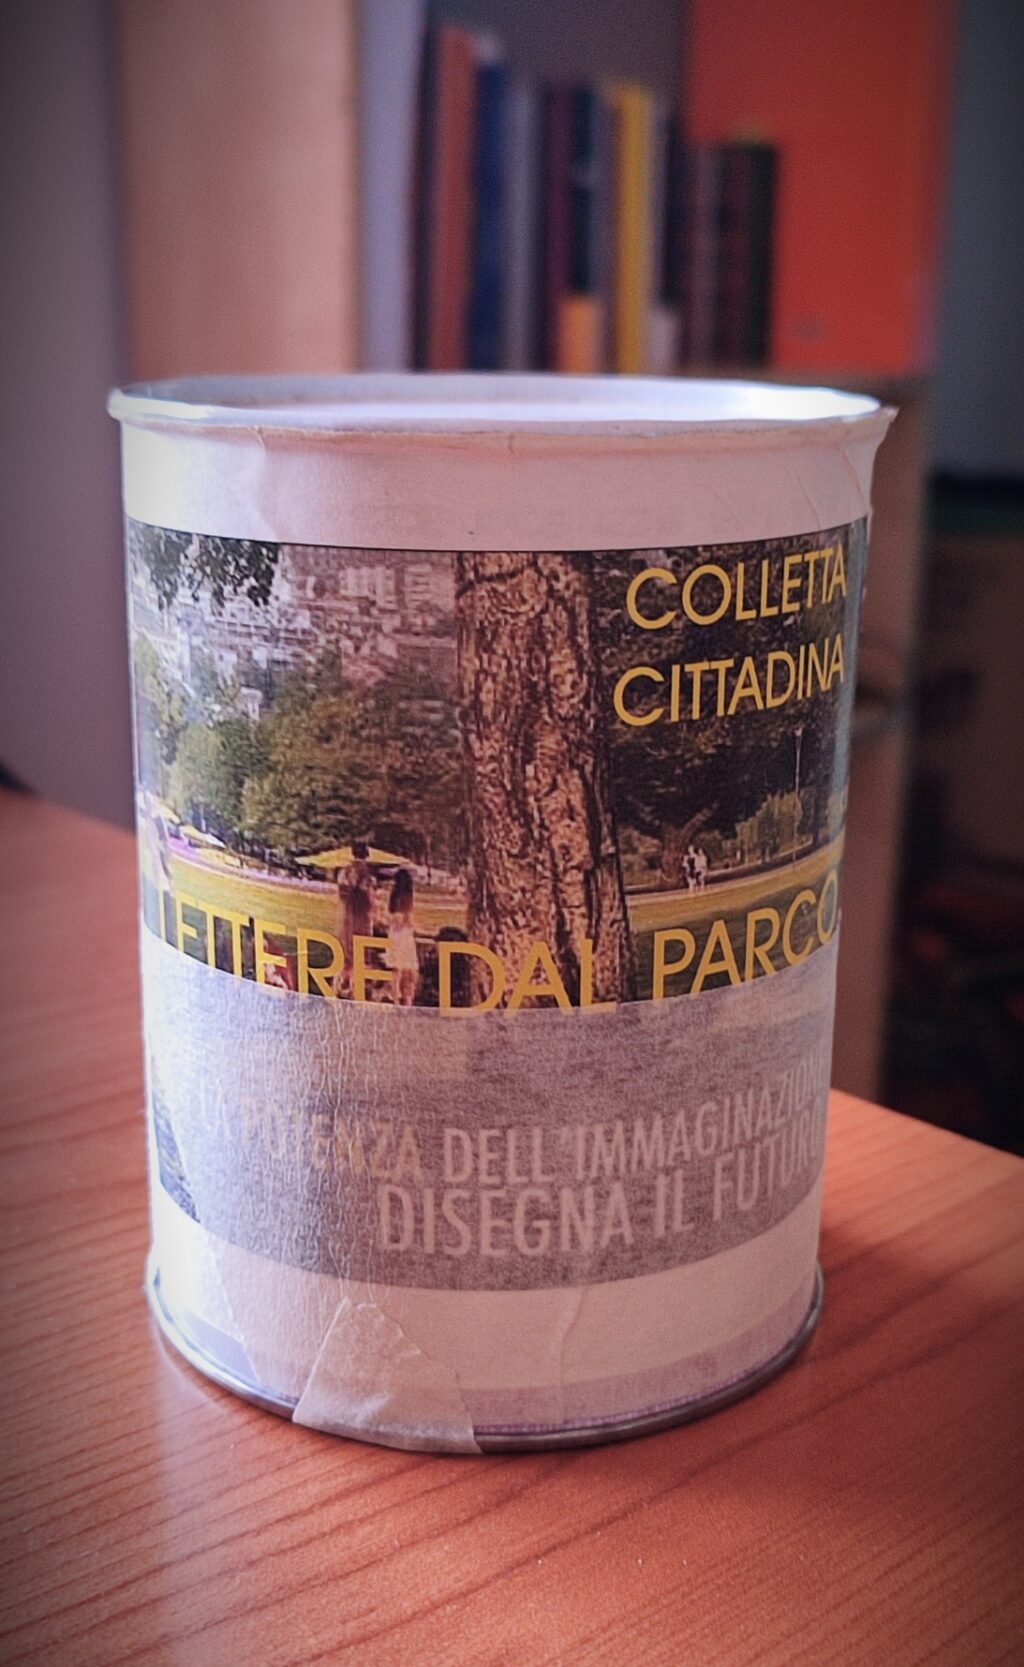 COLLETTA
CITTADINA
LETTERE DAL PARCO
LA POTENZA DELL'IMMAGINAZIONE
DISEGNA IL FUTURO